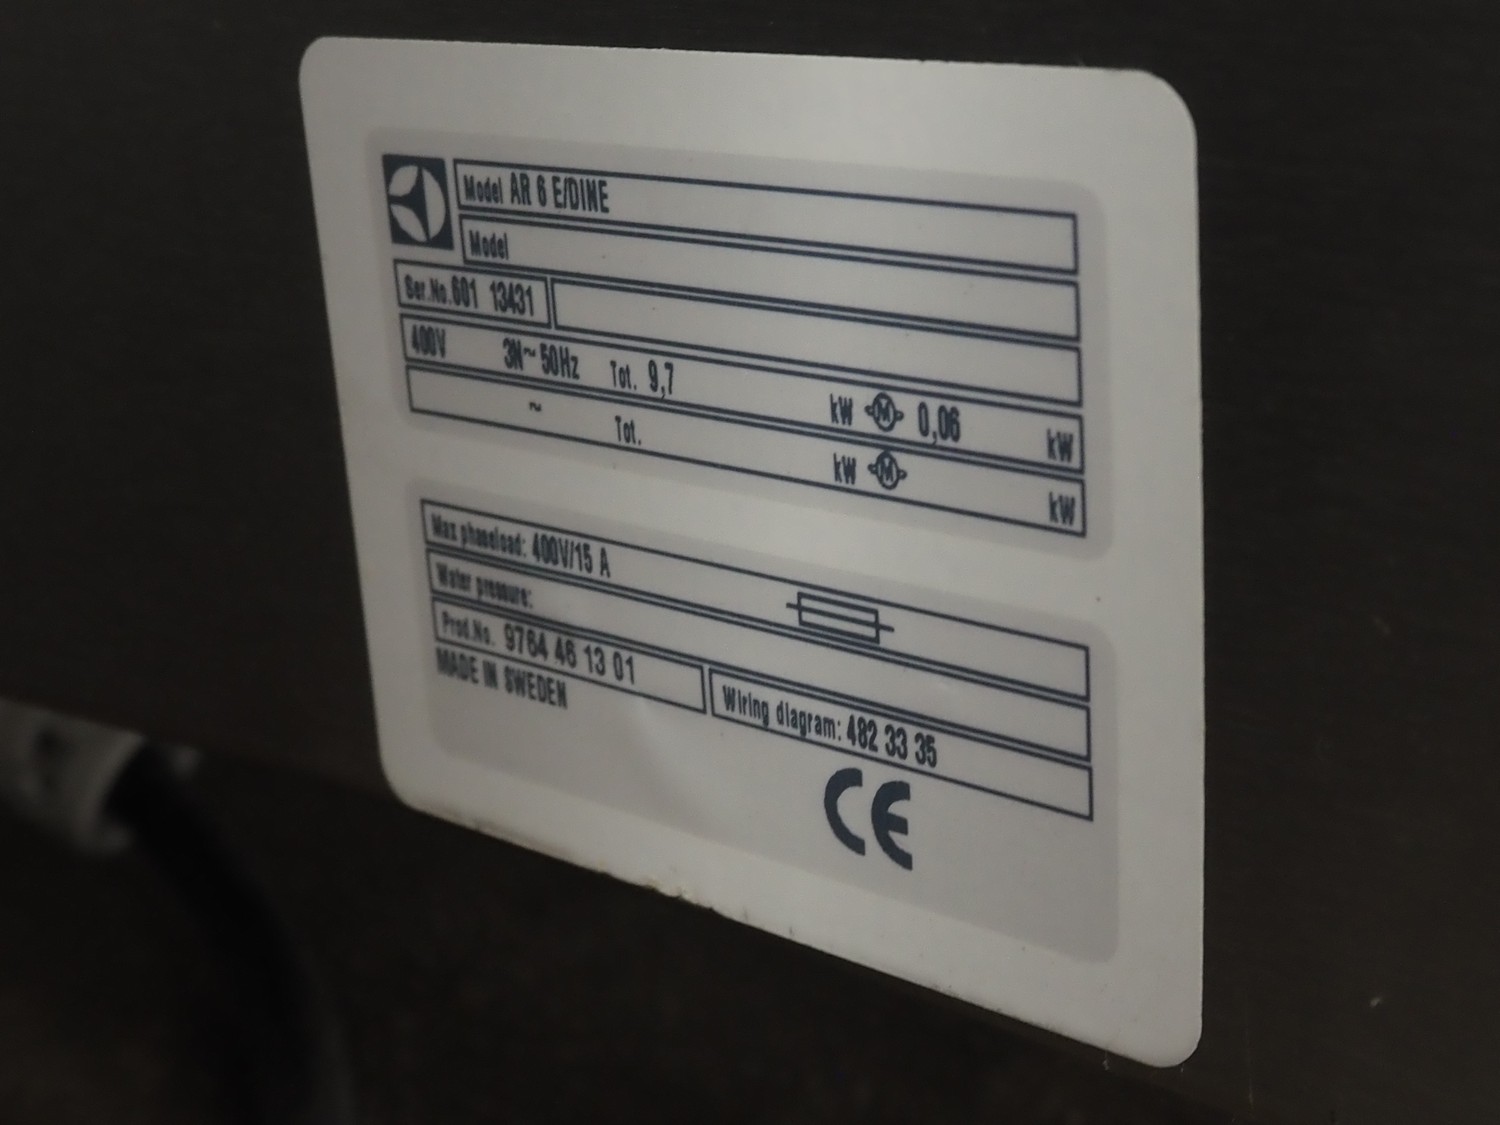 Model AR 6 E/DINE
Model
Ser.No.601 13431
400V 3N~ 50Hz Tot. 9,7 kW M 0,06 kW
~ Tot. kW M kW
Max phaseload: 400V/15 A
Water pressure:
Prod.No. 9764 46 13 01
Wiring diagram: 482 33 35
MADE IN SWEDEN
CE